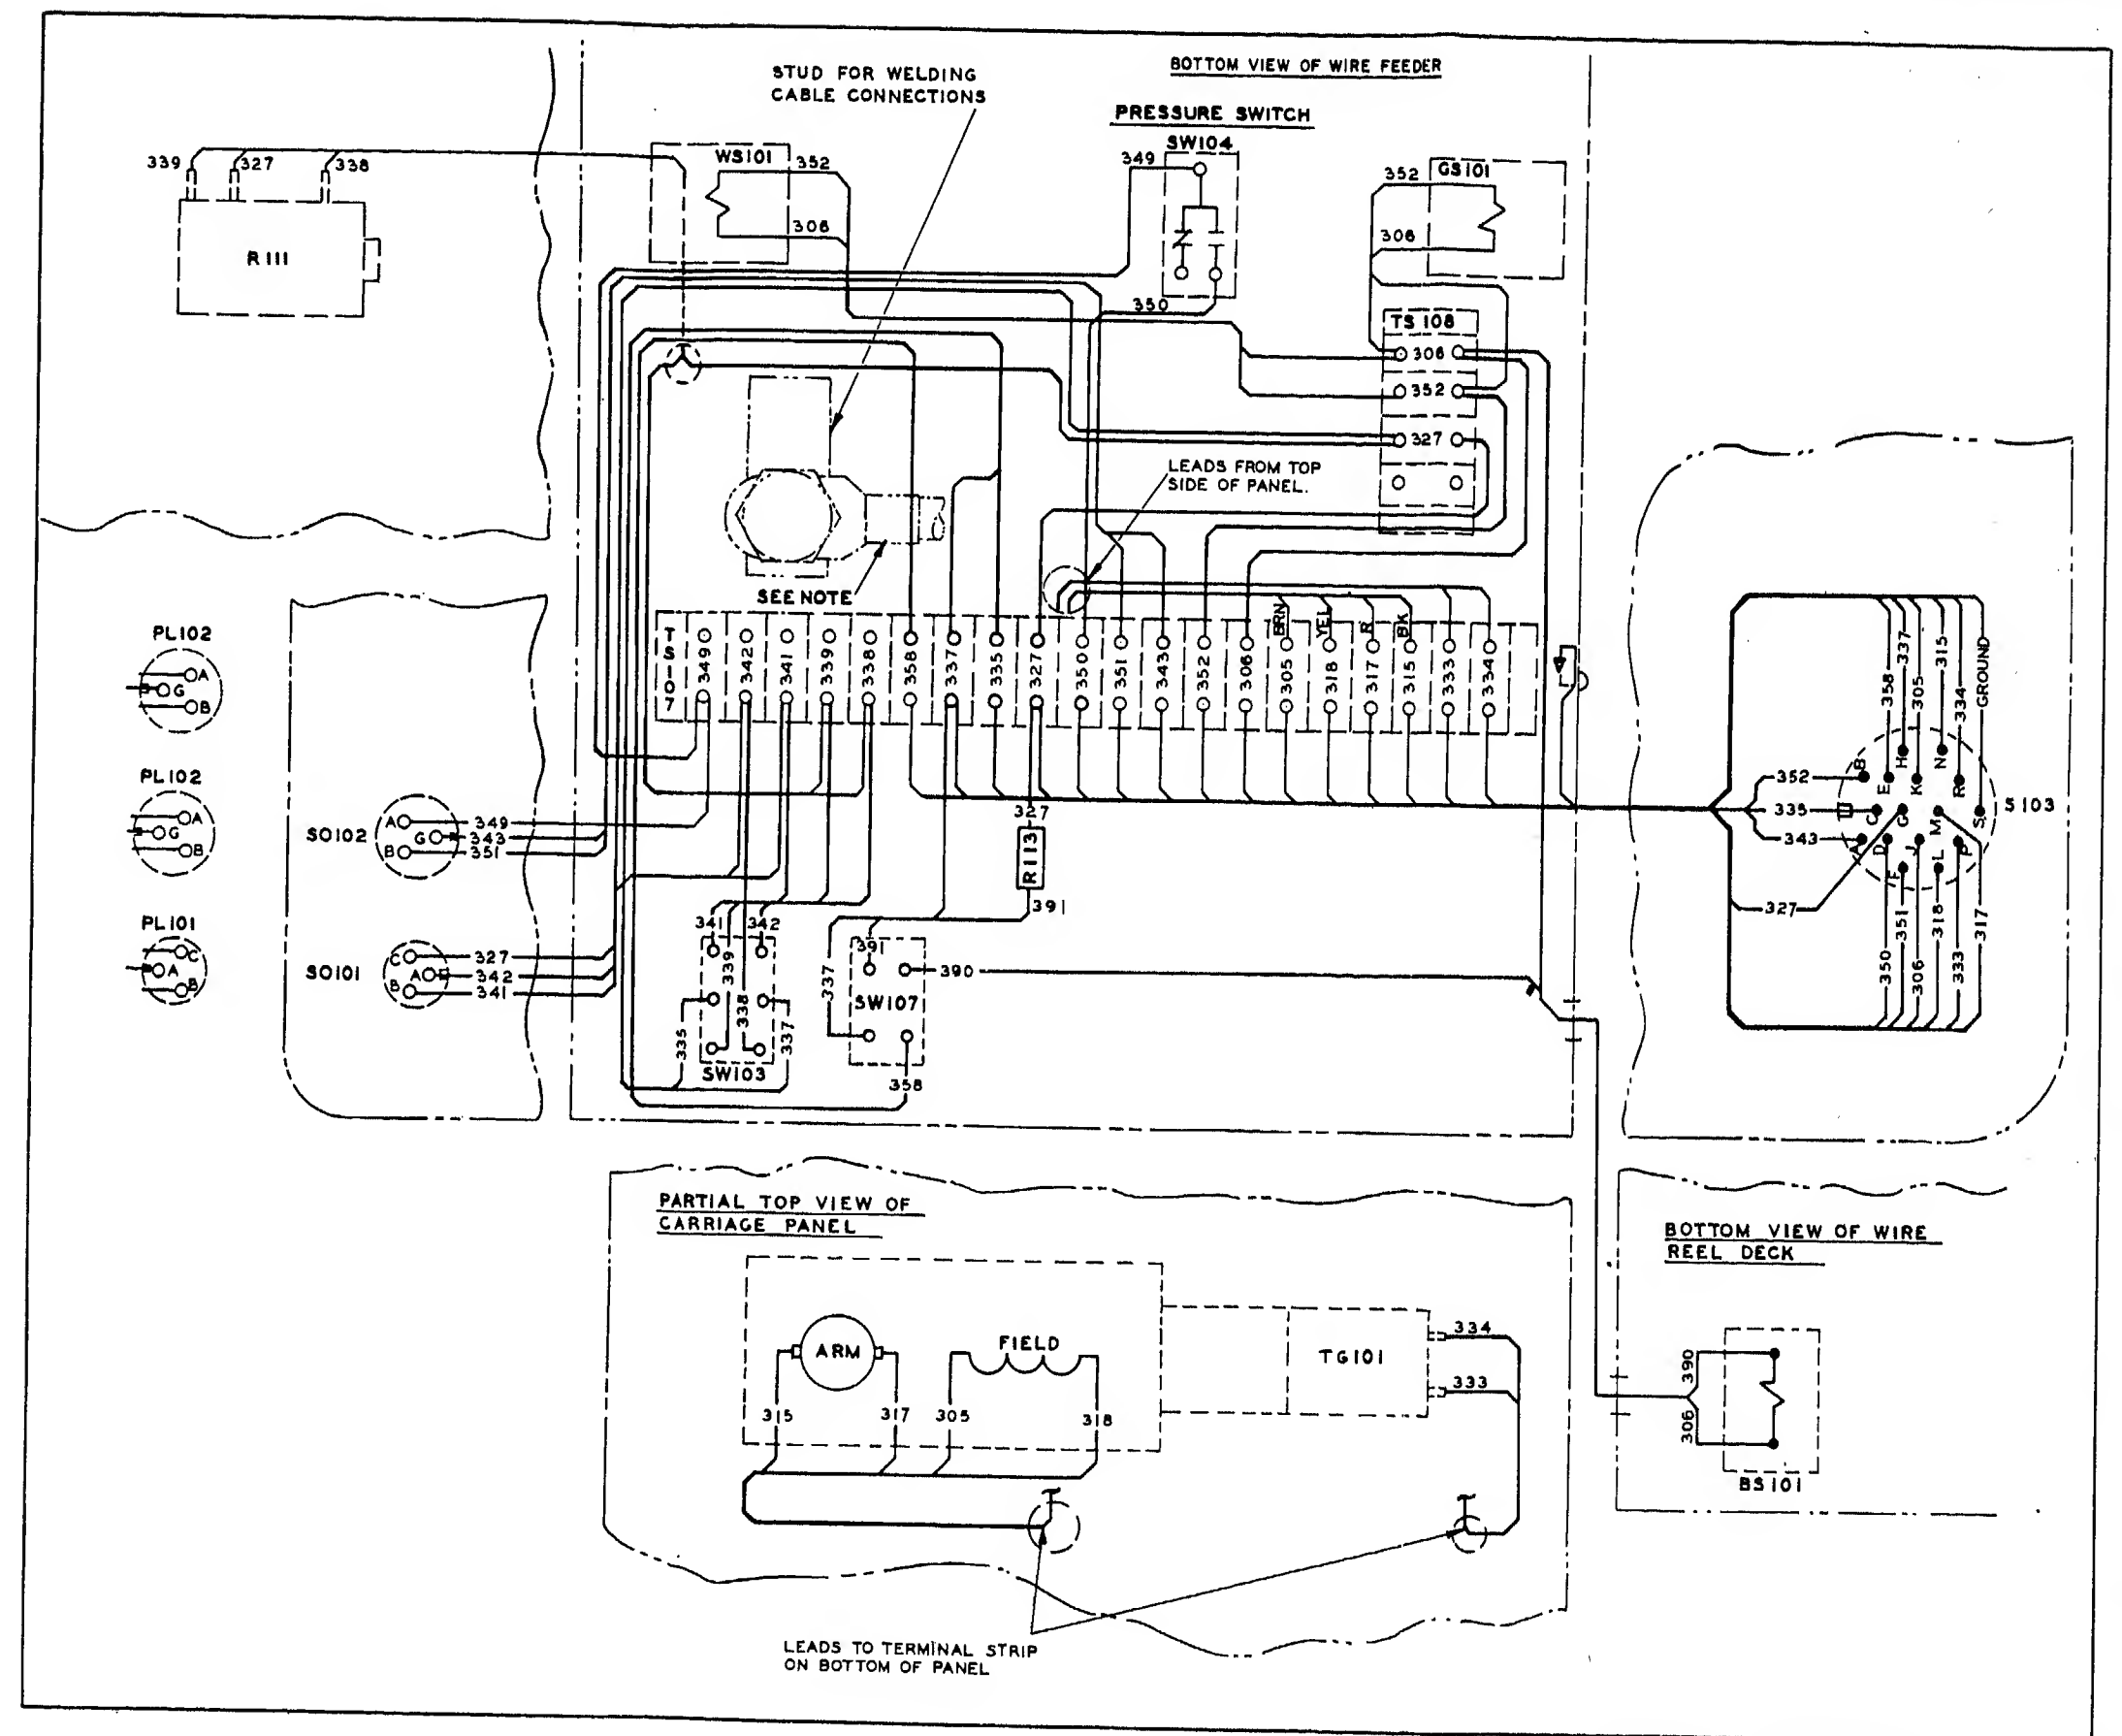 STUD FOR WELDING
CABLE CONNECTIONS
BOTTOM VIEW OF WIRE FEEDER
PRESSURE SWITCH
SW104
349
350
339
327
338
R111
WS101
352
306
352
GS101
306
TS108
306
352
327
LEADS FROM TOP
SIDE OF PANEL.
SEE NOTE
BRN
YEL
R
BK
TS107
349
342
341
339
338
358
337
335
327
350
351
343
352
306
305
318
317
315
333
334
PL102
A
G
B
PL102
A
G
B
PL101
C
A
B
SO102
A
G
B
349
343
351
SO101
C
A
B
327
342
341
327
R113
391
341
342
339
338
335
337
SW103
391
390
337
SW107
358
358
337
305
315
334
GROUND
352
335
343
327
B
H
E
K
N
R
C
G
M
S
A
D
J
P
F
L
S103
350
351
306
318
333
317
PARTIAL TOP VIEW OF
CARRIAGE PANEL
ARM
FIELD
315
317
305
318
TG101
334
333
LEADS TO TERMINAL STRIP
ON BOTTOM OF PANEL
BOTTOM VIEW OF WIRE
REEL DECK
390
306
BS101